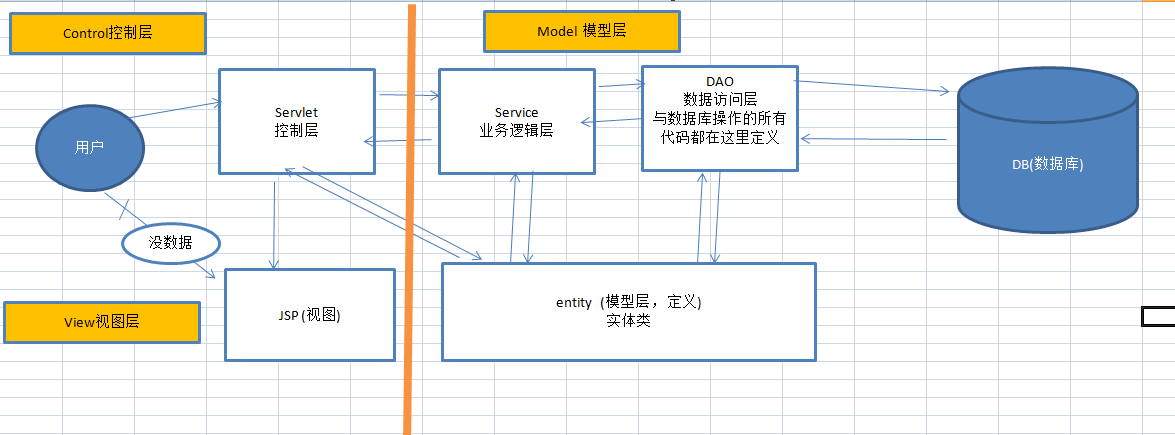 Control控制层
Model 模型层
Servlet
控制层
Service
业务逻辑层
DAO
数据访问层
与数据库操作的所有
代码都在这里定义
用户
DB(数据库)
没数据
View视图层
JSP (视图)
entity (模型层，定义)
实体类